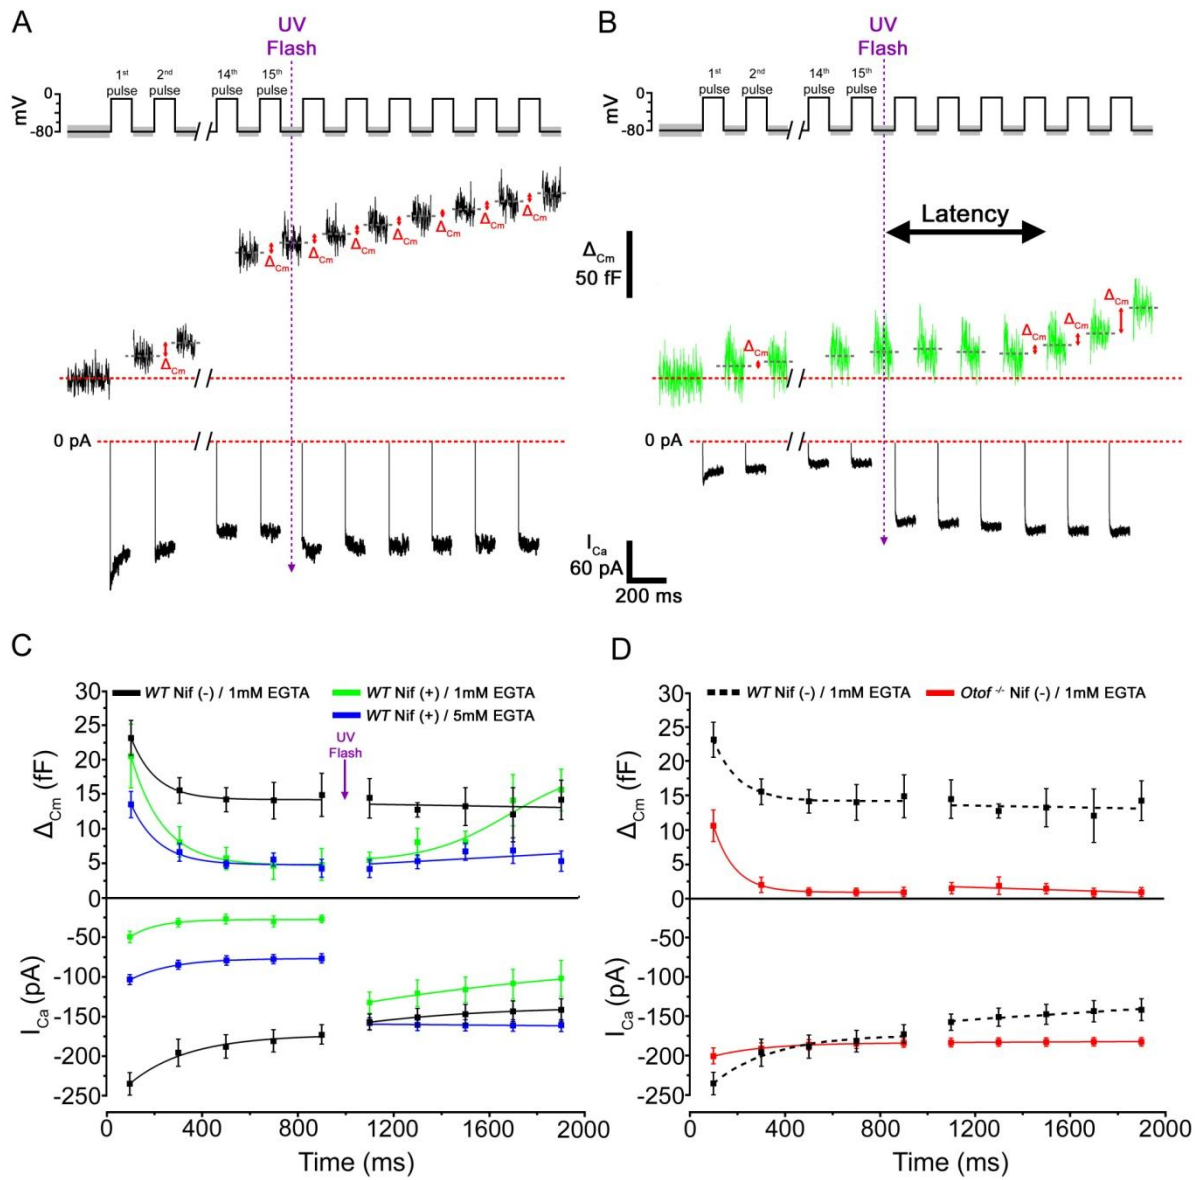 A
UV
Flash
1st pulse 2nd pulse 14th pulse 15th pulse
0
mV
-80
ΔCm
ΔCm
ΔCm
ΔCm
ΔCm
ΔCm
ΔCm
ΔCm
0 pA
B
UV
Flash
1st pulse 2nd pulse 14th pulse 15th pulse
0
mV
-80
Latency
ΔCm
50 fF
ΔCm
ΔCm
ΔCm
ΔCm
0 pA
ICa
60 pA
200 ms
C
WT Nif (-) / 1mM EGTA
WT Nif (+) / 1mM EGTA
WT Nif (+) / 5mM EGTA
UV
Flash
30
25
20
15
10
5
0
ΔCm (fF)
-50
-100
-150
-200
-250
ICa (pA)
0 400 800 1200 1600 2000
Time (ms)
D
WT Nif (-) / 1mM EGTA
Otof -/- Nif (-) / 1mM EGTA
30
25
20
15
10
5
0
ΔCm (fF)
-50
-100
-150
-200
-250
ICa (pA)
0 400 800 1200 1600 2000
Time (ms)